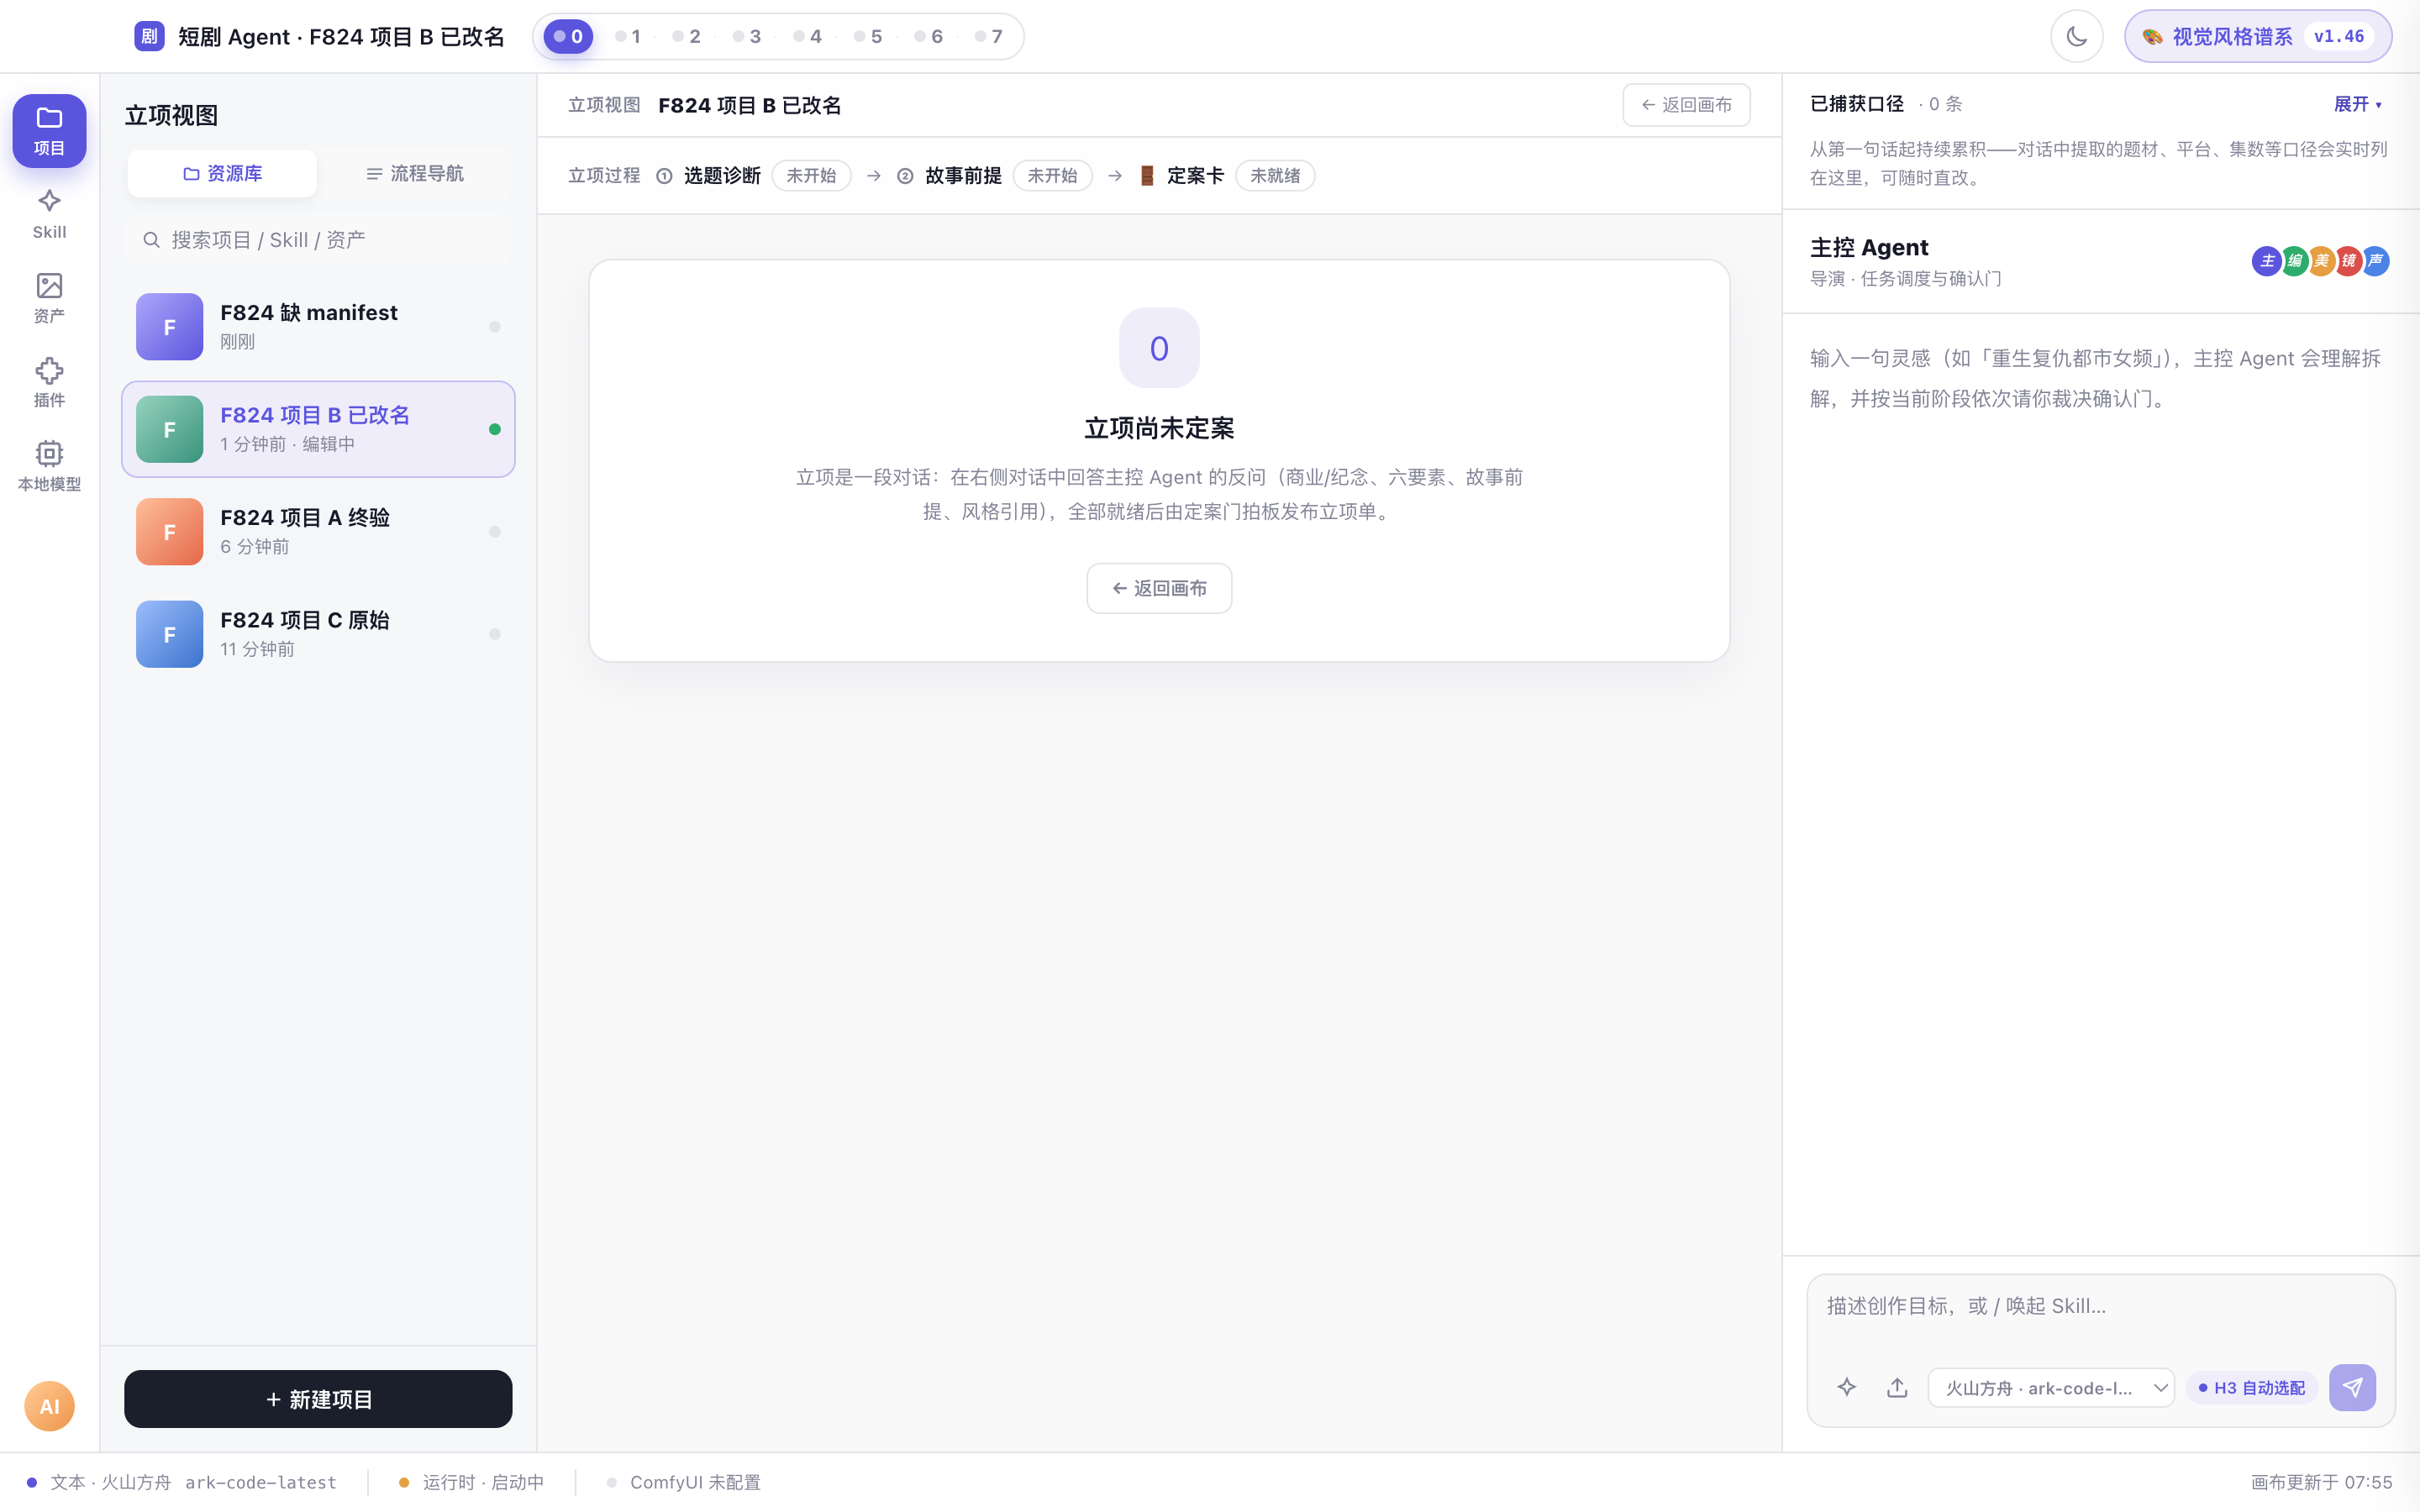 剧 短剧 Agent · F824 项目 B 已改名
0 1 2 3 4 5 6 7
视觉风格谱系 v1.46
项目
Skill
资产
插件
本地模型
AI
立项视图
资源库 流程导航
搜索项目 / Skill / 资产
F
F824 缺 manifest
刚刚
F
F824 项目 B 已改名
1 分钟前 · 编辑中
F
F824 项目 A 终验
6 分钟前
F
F824 项目 C 原始
11 分钟前
+ 新建项目
立项视图 F824 项目 B 已改名
← 返回画布
立项过程 ① 选题诊断 未开始 → ② 故事前提 未开始 → 定案卡 未就绪
0
立项尚未定案
立项是一段对话：在右侧对话中回答主控 Agent 的反问（商业/纪念、六要素、故事前
提、风格引用），全部就绪后由定案门拍板发布立项单。
← 返回画布
已捕获口径 · 0 条 展开 ▾
从第一句话起持续累积——对话中提取的题材、平台、集数等口径会实时列
在这里，可随时直改。
主控 Agent
导演 · 任务调度与确认门
主 编 美 镜 声
输入一句灵感（如「重生复仇都市女频」），主控 Agent 会理解拆
解，并按当前阶段依次请你裁决确认门。
描述创作目标，或 / 唤起 Skill...
火山方舟 · ark-code-l... H3 自动选配
文本 · 火山方舟 ark-code-latest 运行时 · 启动中 ComfyUI 未配置
画布更新于 07:55